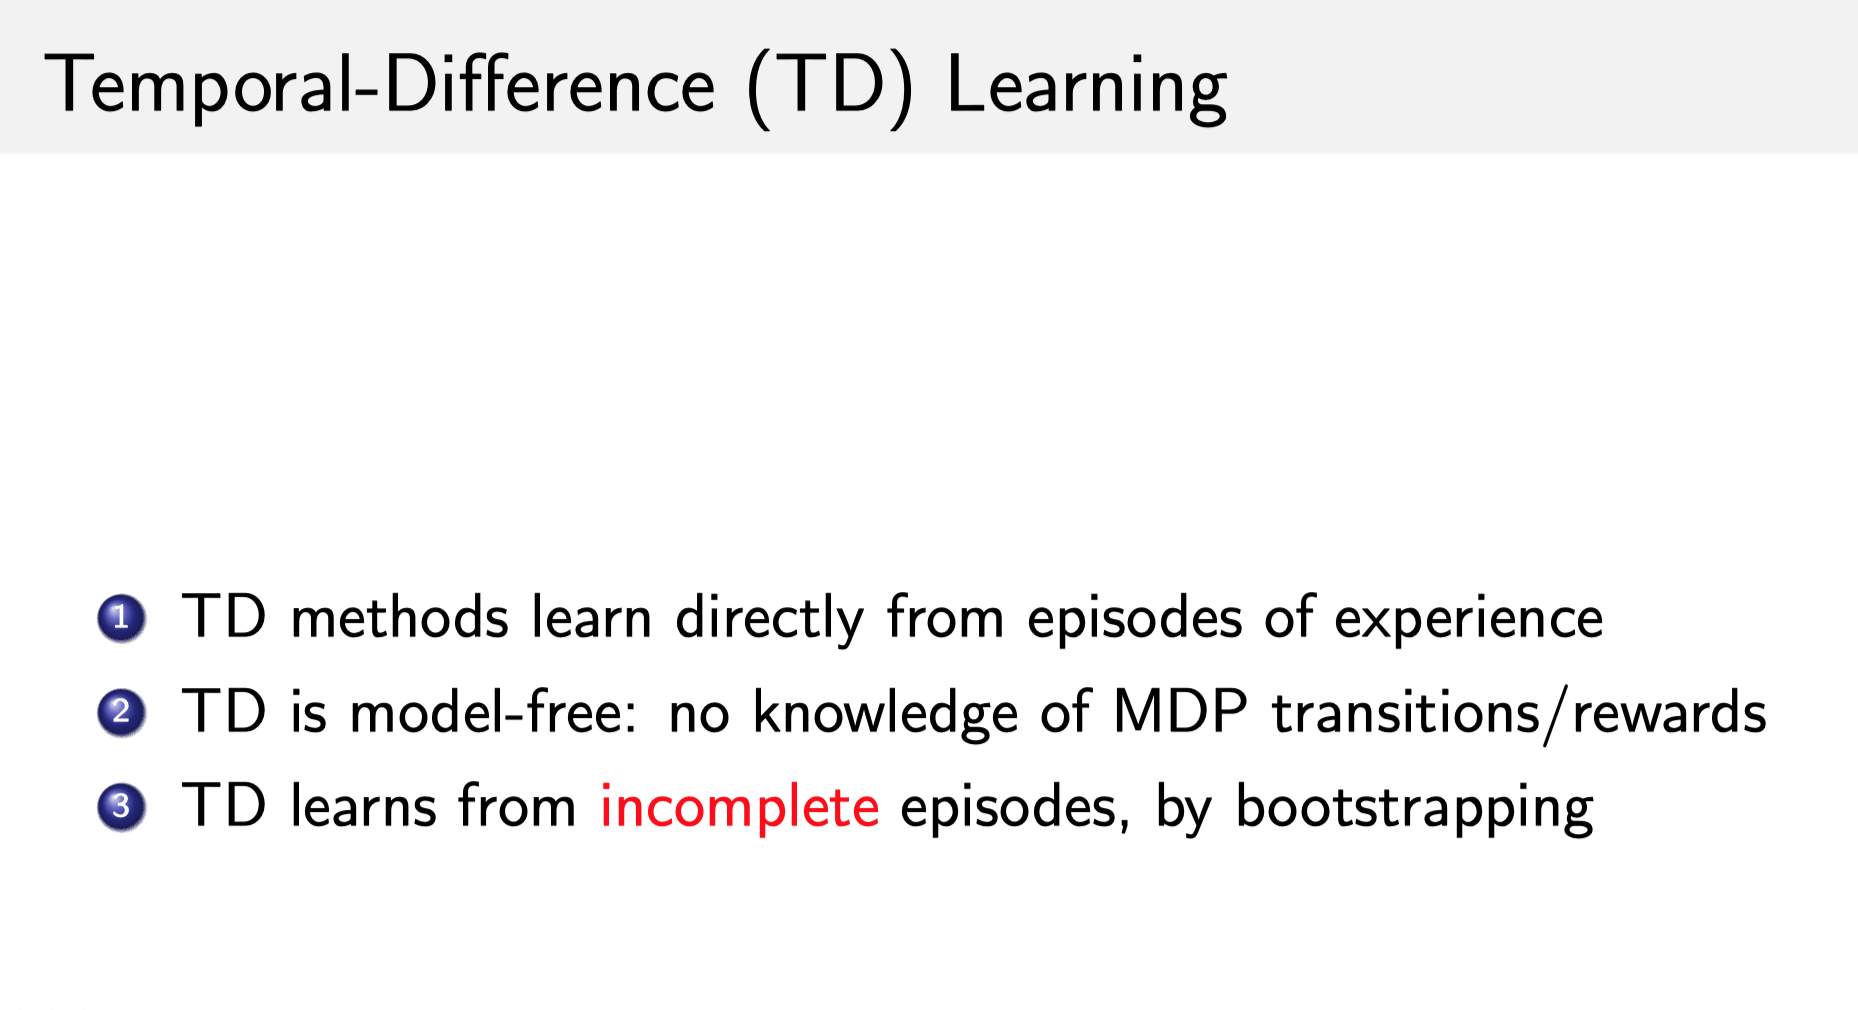 Temporal-Difference (TD) Learning
1 TD methods learn directly from episodes of experience
2 TD is model-free: no knowledge of MDP transitions/rewards
3 TD learns from incomplete episodes, by bootstrapping